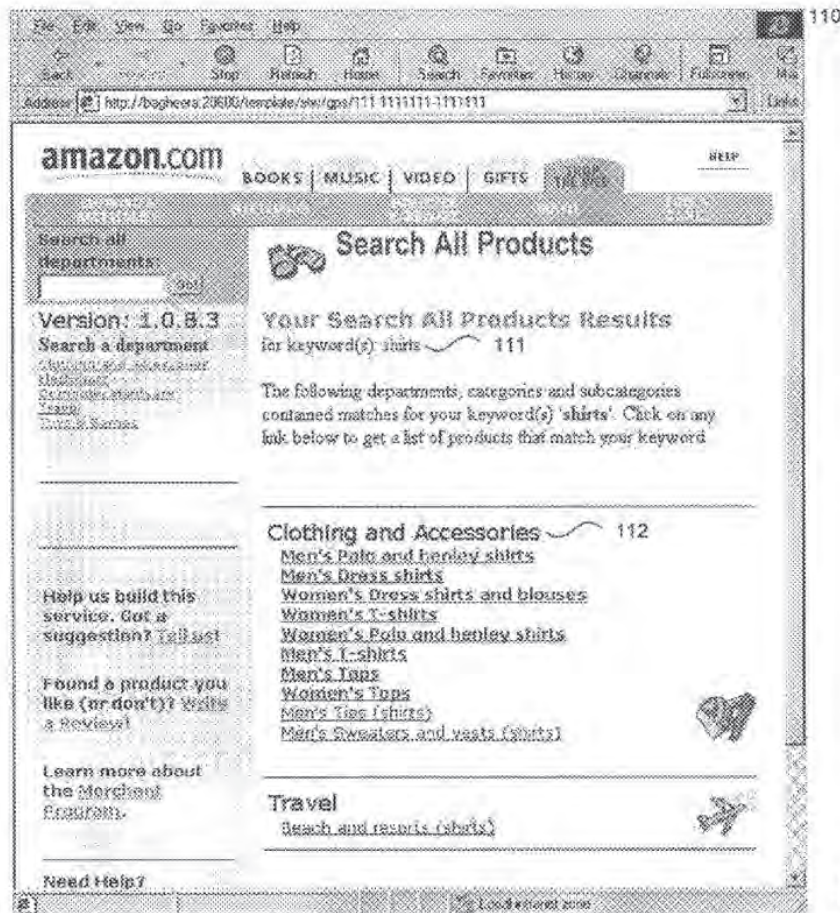 110
File Edit View Go Favorites Help
Back Stop Refresh Home Search Favorites History Channels Fullscreen
Address http://bagheera:20600/template/slw/gps/111-1111111-1111111 Links
amazon.com
HELP
BOOKS | MUSIC | VIDEO | GIFTS
Search all
departments:
GO!
Search All Products
Version: 1.0.8.3
Search a department
Your Search All Products Results
for keyword(s): shirts 111
The following departments, categories and subcategories
contained matches for your keyword(s) 'shirts'. Click on any
link below to get a list of products that match your keyword
Clothing and Accessories 112
Men's Polo and henley shirts
Men's Dress shirts
Women's Dress shirts and blouses
Women's T-shirts
Women's Polo and henley shirts
Men's T-shirts
Men's Tops
Women's Tops
Men's Ties (shirts)
Men's Sweaters and vests (shirts)
Help us build this
service. Got a
suggestion? Tell us!
Found a product you
like (or don't)? Write
a Review!
Learn more about
the Merchant
Program.
Travel
Beach and resorts (shirts)
Need Help?
Local intranet zone